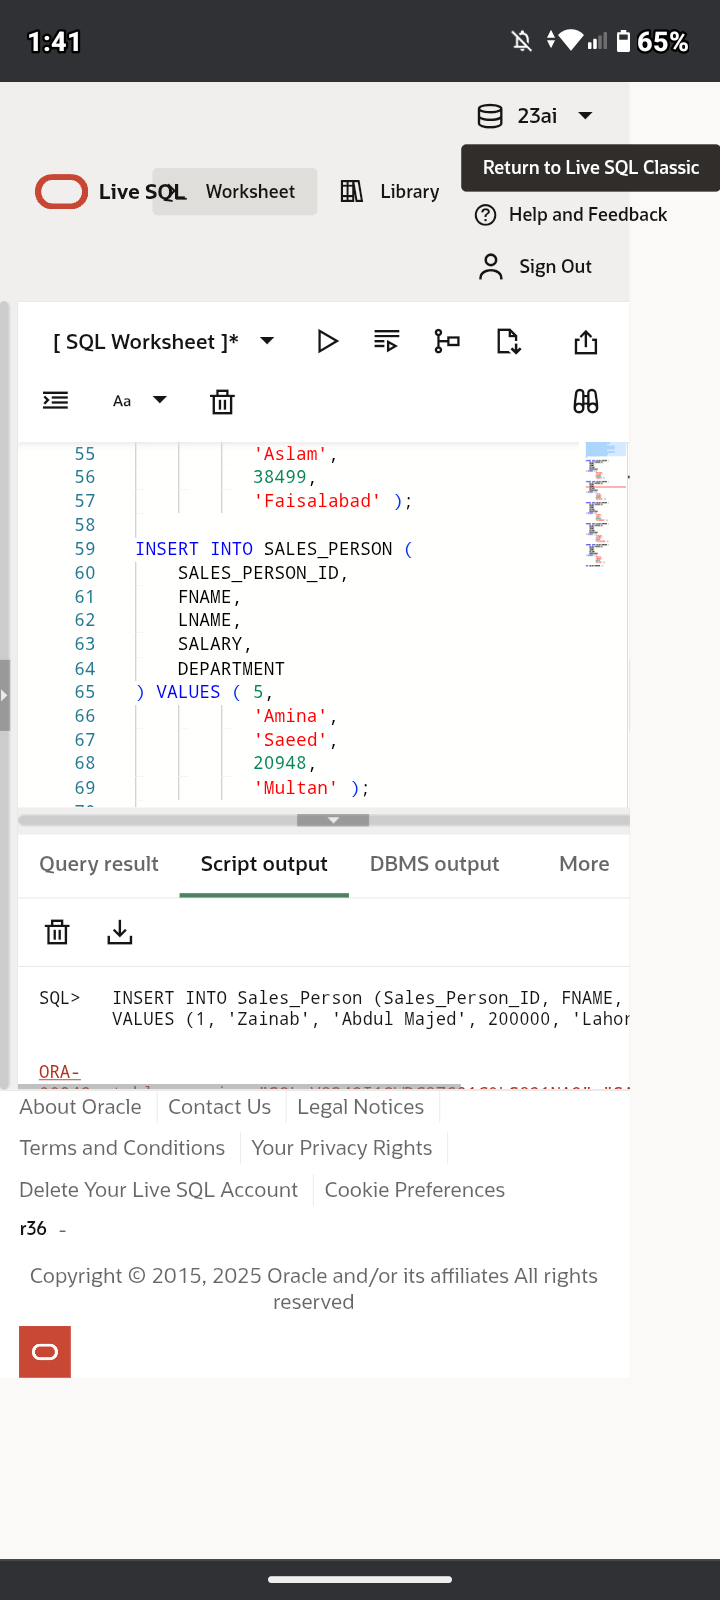 1:41
65%
23ai
Return to Live SQL Classic
Live SQL
Worksheet
Library
Help and Feedback
Sign Out
[ SQL Worksheet ]*
Aa
55 'Aslam',
56 38499,
57 'Faisalabad' );
58
59 INSERT INTO SALES_PERSON (
60 SALES_PERSON_ID,
61 FNAME,
62 LNAME,
63 SALARY,
64 DEPARTMENT
65 ) VALUES ( 5,
66 'Amina',
67 'Saeed',
68 20948,
69 'Multan' );
Query result
Script output
DBMS output
More
SQL> INSERT INTO Sales_Person (Sales_Person_ID, FNAME,
VALUES (1, 'Zainab', 'Abdul Majed', 200000, 'Lahor
ORA-
About Oracle
Contact Us
Legal Notices
Terms and Conditions
Your Privacy Rights
Delete Your Live SQL Account
Cookie Preferences
r36 -
Copyright © 2015, 2025 Oracle and/or its affiliates All rights
reserved